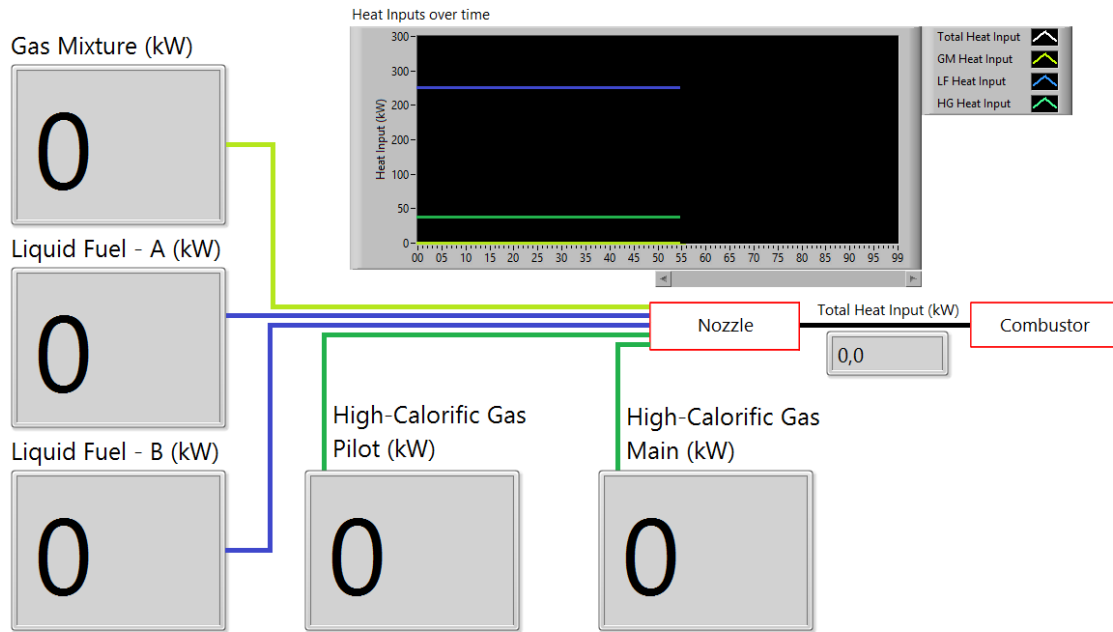 Heat Inputs over time
Gas Mixture (kW)
0
Heat Input (kW)
300
300
200
200
100
50
0
00 05 10 15 20 25 30 35 40 45 50 55 60 65 70 75 80 85 90 95 99
Total Heat Input
GM Heat Input
LF Heat Input
HG Heat Input
Liquid Fuel - A (kW)
0
Nozzle
Total Heat Input (kW)
0,0
Combustor
Liquid Fuel - B (kW)
0
High-Calorific Gas
Pilot (kW)
0
High-Calorific Gas
Main (kW)
0